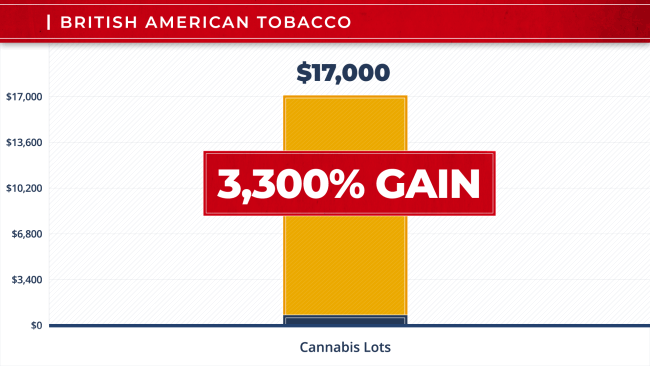 | BRITISH AMERICAN TOBACCO
$17,000
$17,000
$13,600
3,300% GAIN
$10,200
$6,800
$3,400
$0
Cannabis Lots